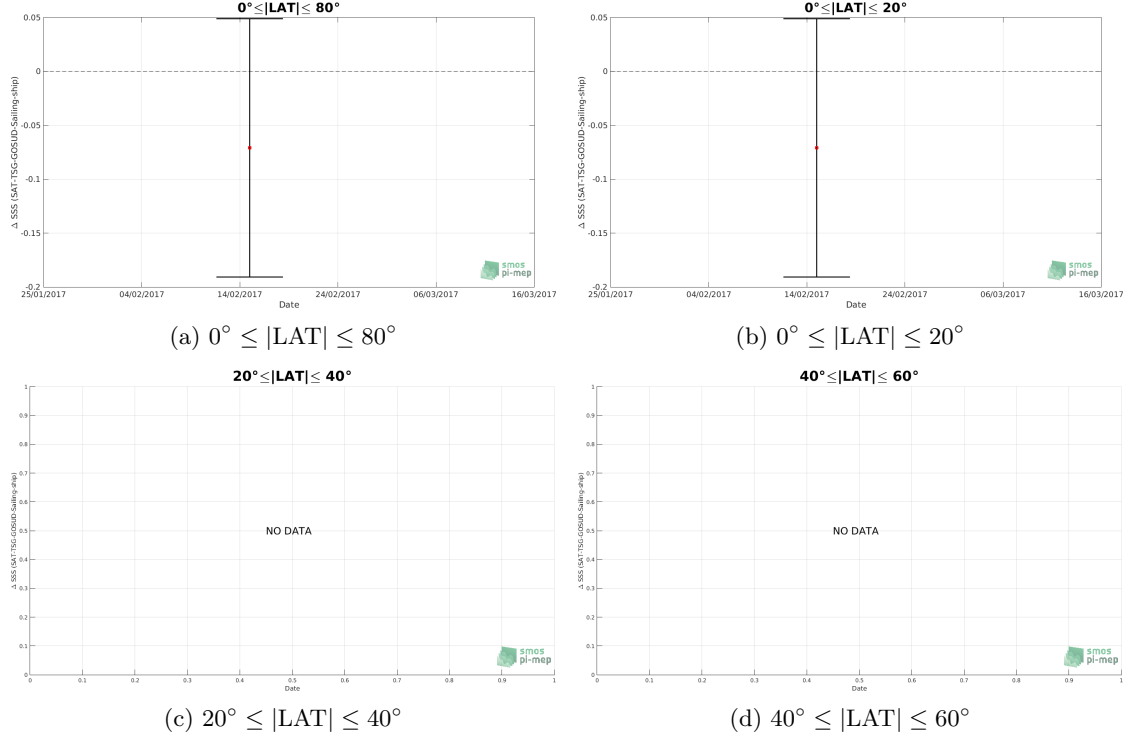 0°≤|LAT|≤ 80°
0.05
0
-0.05
-0.1
-0.15
-0.2
Δ SSS (SAT-TSG-GOSUD-Sailing-ship)
25/01/2017 04/02/2017 14/02/2017 24/02/2017 06/03/2017 16/03/2017
Date
smos
pi-mep
(a) 0° ≤ |LAT| ≤ 80°
0°≤|LAT|≤ 20°
0.05
0
-0.05
-0.1
-0.15
-0.2
Δ SSS (SAT-TSG-GOSUD-Sailing-ship)
25/01/2017 04/02/2017 14/02/2017 24/02/2017 06/03/2017 16/03/2017
Date
smos
pi-mep
(b) 0° ≤ |LAT| ≤ 20°
20°≤|LAT|≤ 40°
1
0.9
0.8
0.7
0.6
0.5
0.4
0.3
0.2
0.1
0
Δ SSS (SAT-TSG-GOSUD-Sailing-ship)
NO DATA
0 0.1 0.2 0.3 0.4 0.5 0.6 0.7 0.8 0.9 1
Date
smos
pi-mep
(c) 20° ≤ |LAT| ≤ 40°
40°≤|LAT|≤ 60°
1
0.9
0.8
0.7
0.6
0.5
0.4
0.3
0.2
0.1
0
Δ SSS (SAT-TSG-GOSUD-Sailing-ship)
NO DATA
0 0.1 0.2 0.3 0.4 0.5 0.6 0.7 0.8 0.9 1
Date
smos
pi-mep
(d) 40° ≤ |LAT| ≤ 60°